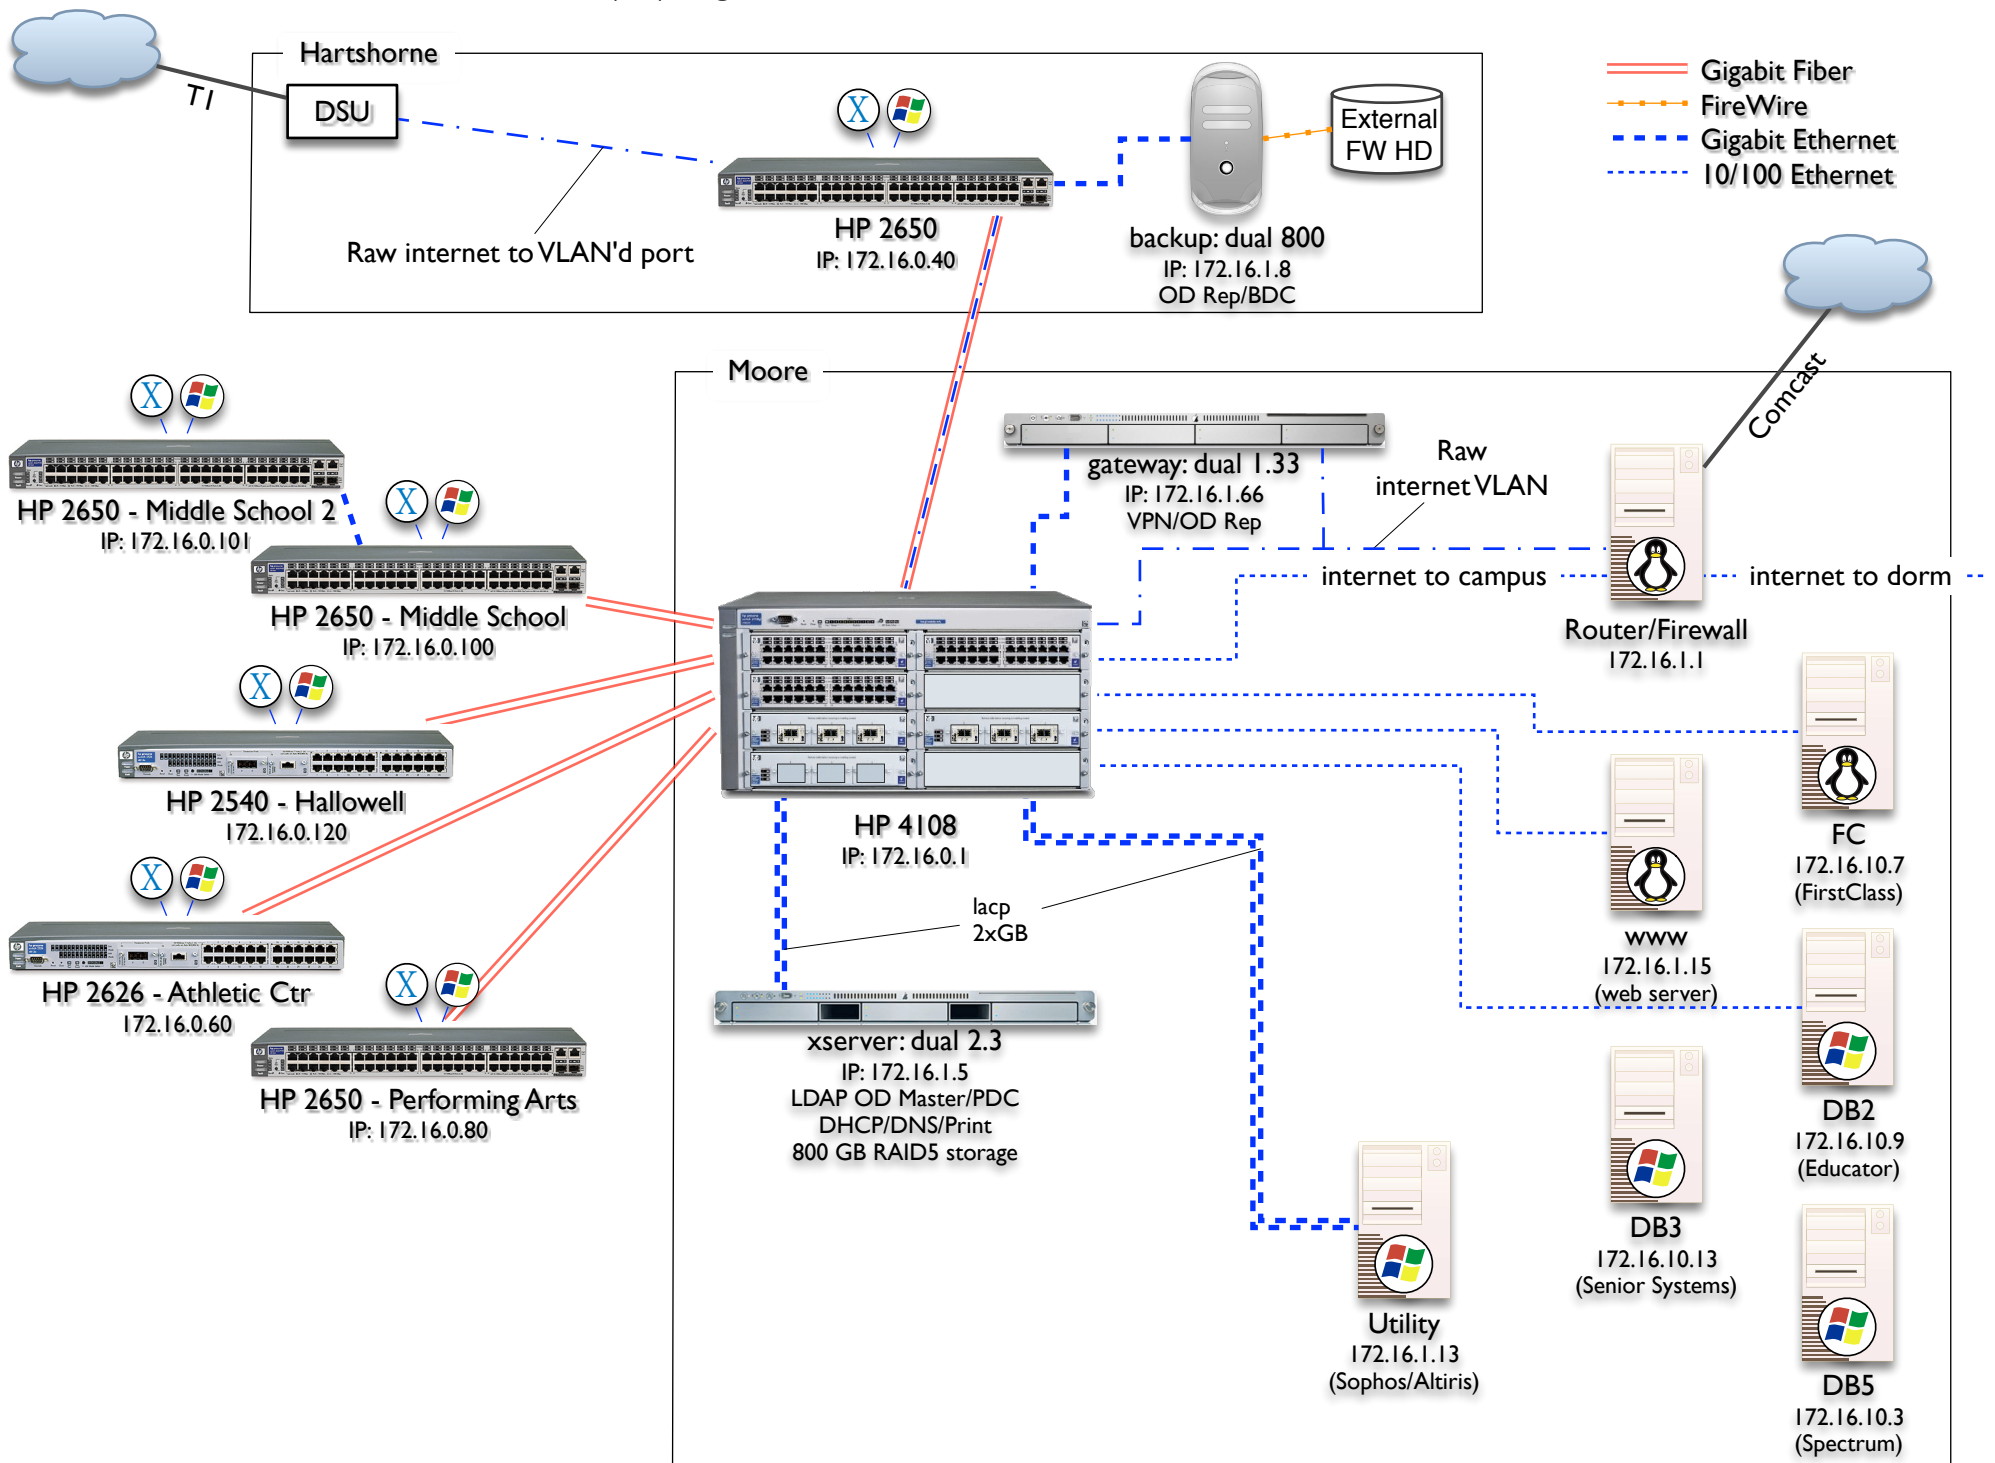 Hartshorne
T1
DSU
Raw internet to VLAN'd port
HP 2650
IP: 172.16.0.40
backup: dual 800
IP: 172.16.1.8
OD Rep/BDC
External
FW HD
Gigabit Fiber
FireWire
Gigabit Ethernet
10/100 Ethernet
Comcast
Moore
X
HP 2650 - Middle School 2
IP: 172.16.0.101
X
HP 2650 - Middle School
IP: 172.16.0.100
X
HP 2540 - Hallowell
172.16.0.120
X
HP 2626 - Athletic Ctr
172.16.0.60
X
HP 2650 - Performing Arts
IP: 172.16.0.80
X
gateway: dual 1.33
IP: 172.16.1.66
VPN/OD Rep
Raw
internet VLAN
internet to campus
internet to dorm
Router/Firewall
172.16.1.1
HP 4108
IP: 172.16.0.1
lacp
2xGB
xserver: dual 2.3
IP: 172.16.1.5
LDAP OD Master/PDC
DHCP/DNS/Print
800 GB RAID5 storage
FC
172.16.10.7
(FirstClass)
www
172.16.1.15
(web server)
DB2
172.16.10.9
(Educator)
DB3
172.16.10.13
(Senior Systems)
Utility
172.16.1.13
(Sophos/Altiris)
DB5
172.16.10.3
(Spectrum)